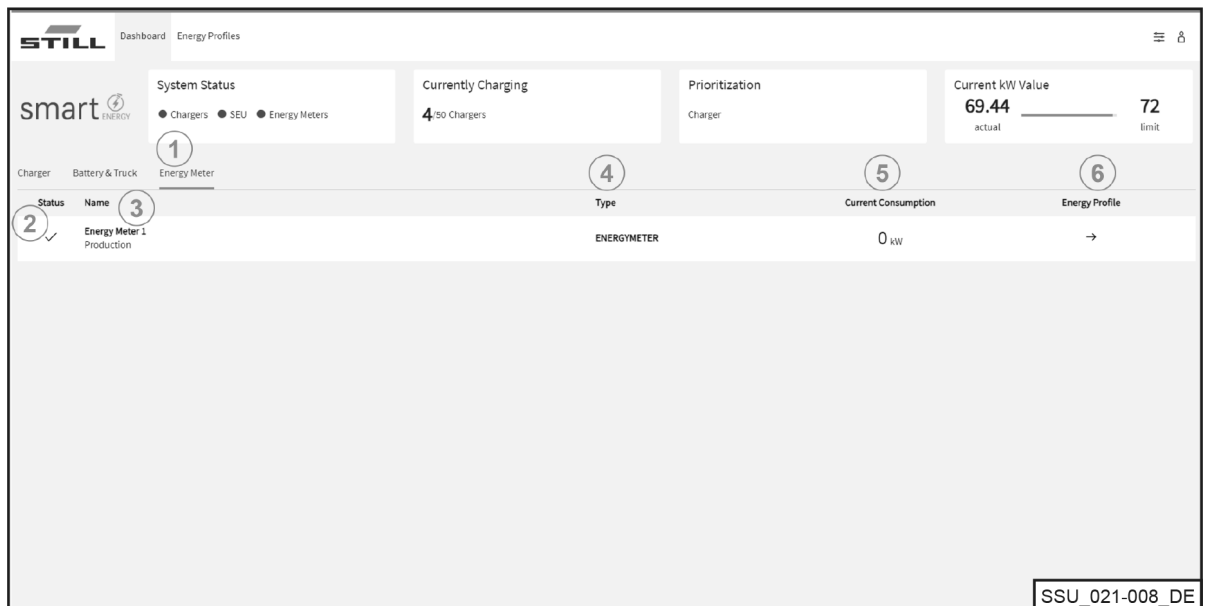 STILL
Dashboard Energy Profiles
smart ENERGY
System Status
Chargers SEU Energy Meters
Currently Charging
4/50 Chargers
Prioritization
Charger
Current kW Value
69.44 72
actual limit
1
Charger Battery & Truck Energy Meter
4
5
6
Status Name Type Current Consumption Energy Profile
2
3
Energy Meter 1
Production
ENERGYMETER
0 kW
SSU_021-008_DE